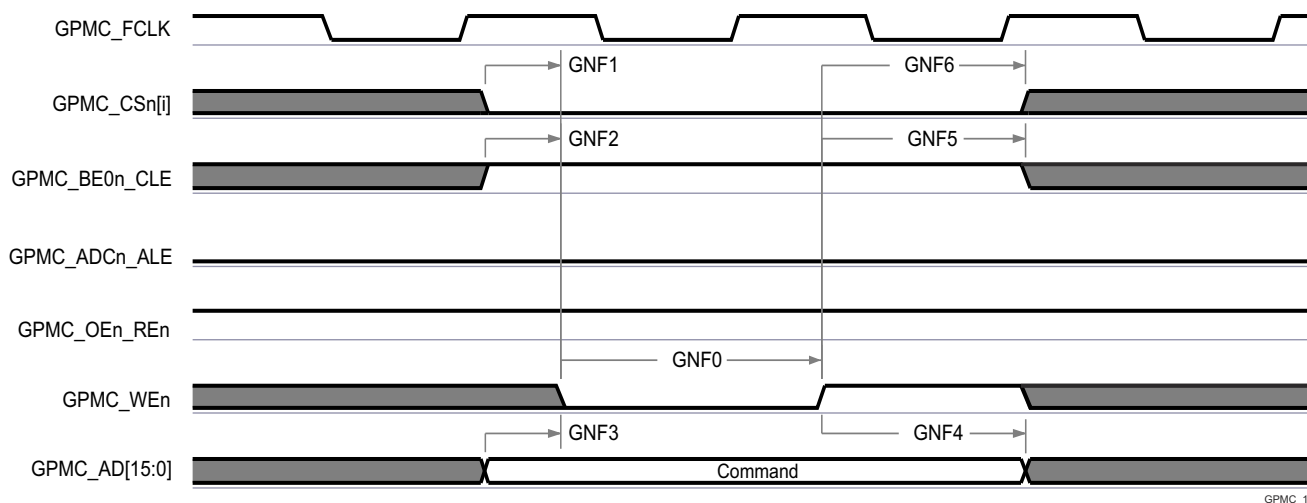 GPMC_FCLK
GNF1 GNF6
GPMC_CSn[i]
GNF2 GNF5
GPMC_BE0n_CLE
GPMC_ADCn_ALE
GPMC_OEn_REn
GNF0
GPMC_WEn
GNF3 GNF4
GPMC_AD[15:0] Command
GPMC_1